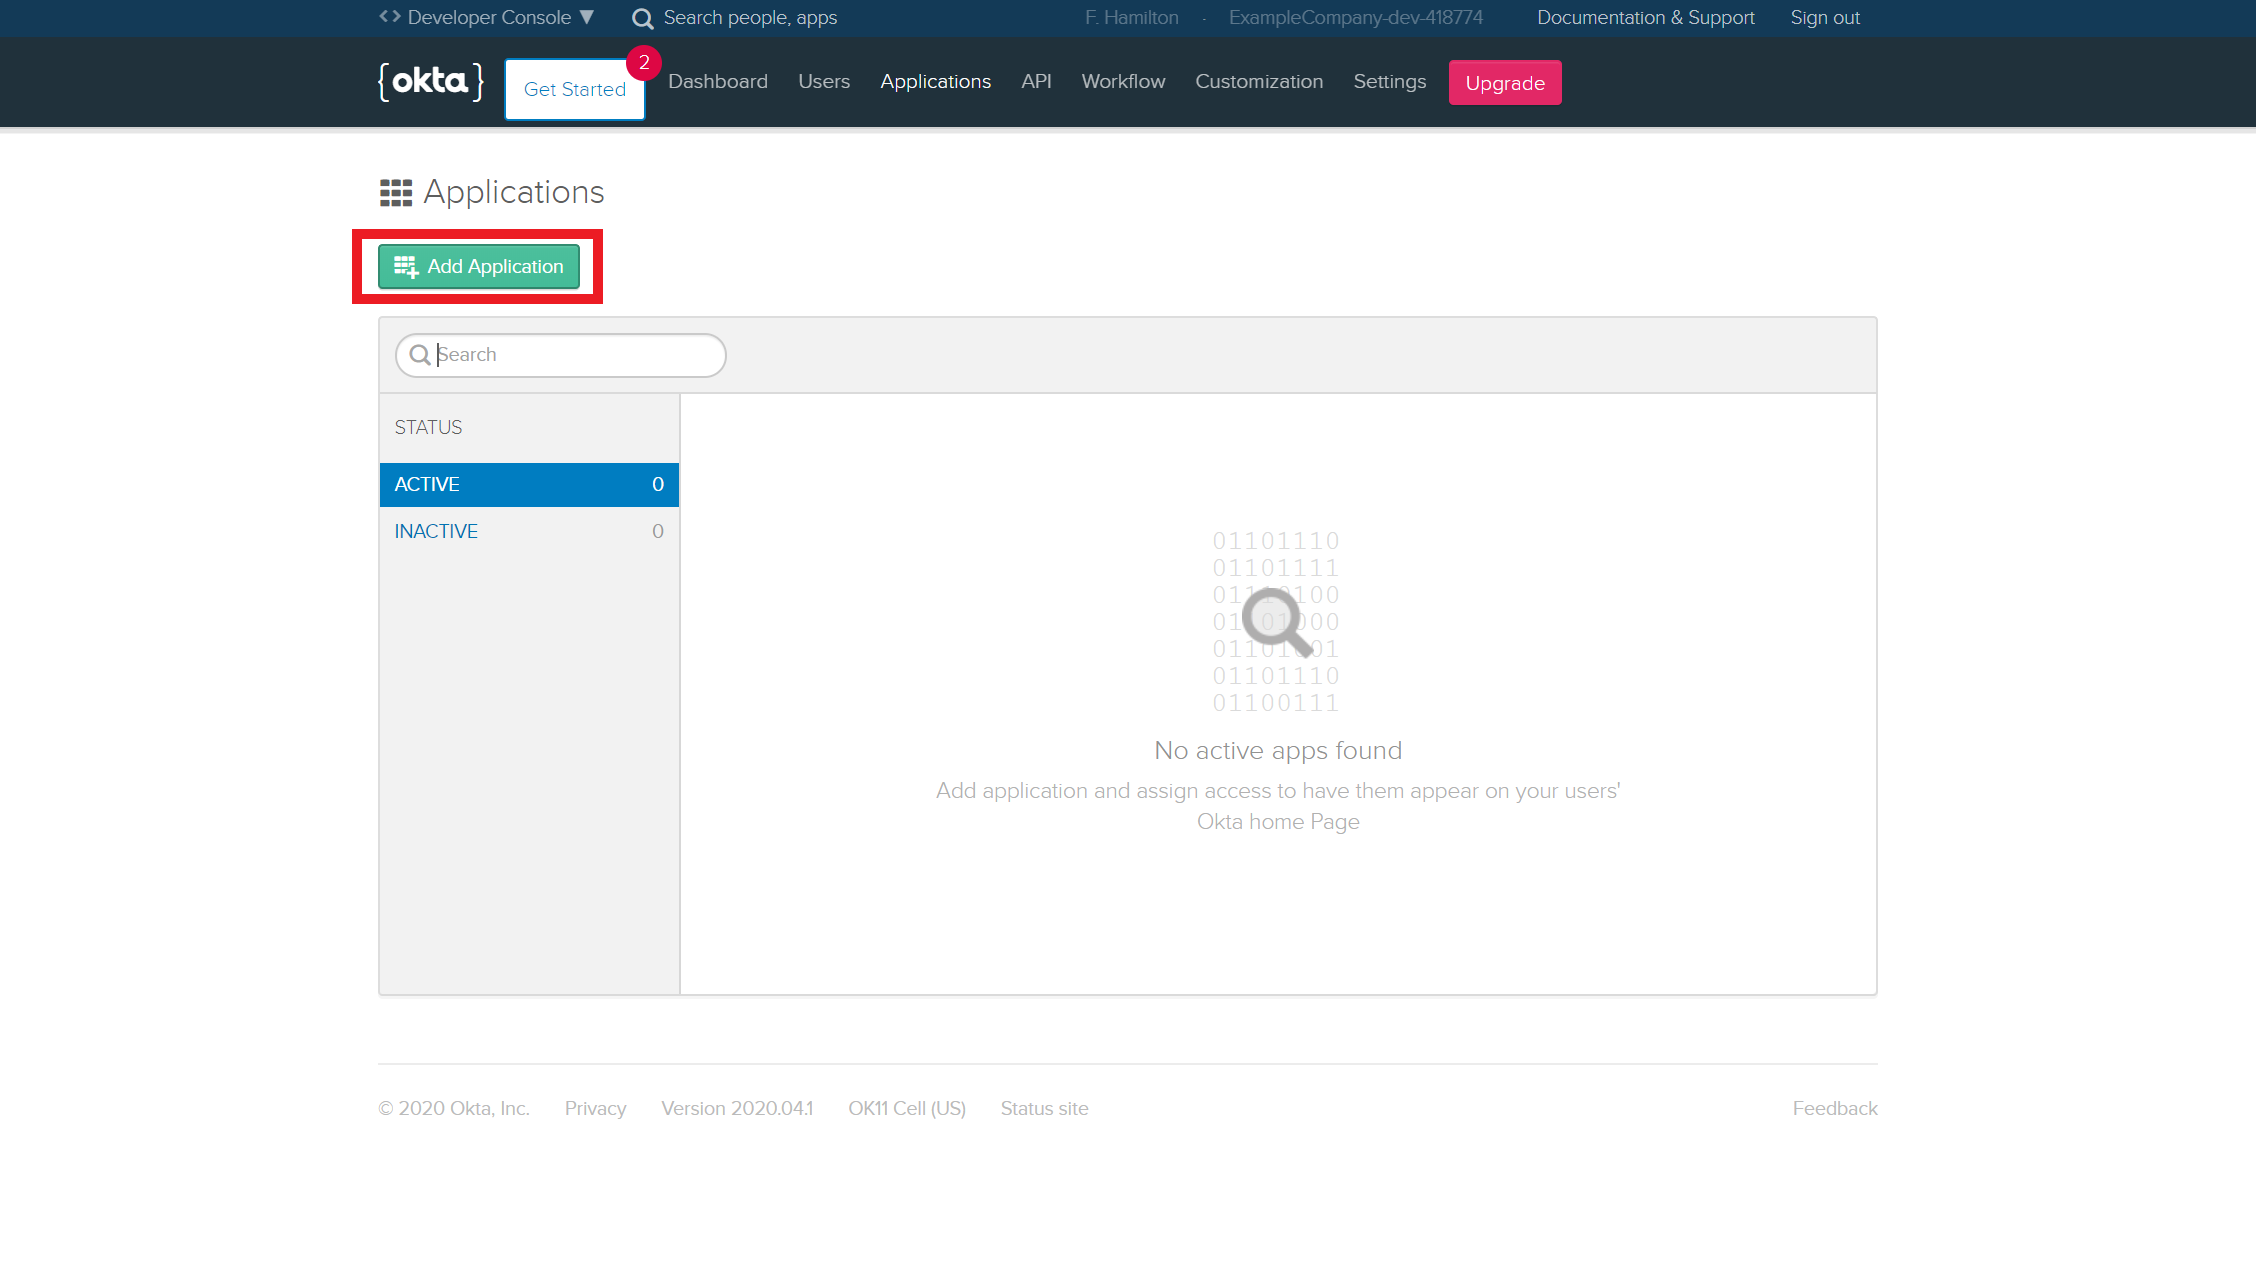 <> Developer Console ▼ Search people, apps F. Hamilton - ExampleCompany-dev-418774 Documentation & Support Sign out
{okta} Get Started 2 Dashboard Users Applications API Workflow Customization Settings Upgrade
Applications
Add Application
Search
STATUS
ACTIVE 0
INACTIVE 0
01101110
01101111
01110100
01101000
01101001
01101110
01100111
No active apps found
Add application and assign access to have them appear on your users'
Okta home Page
© 2020 Okta, Inc. Privacy Version 2020.04.1 OK11 Cell (US) Status site Feedback